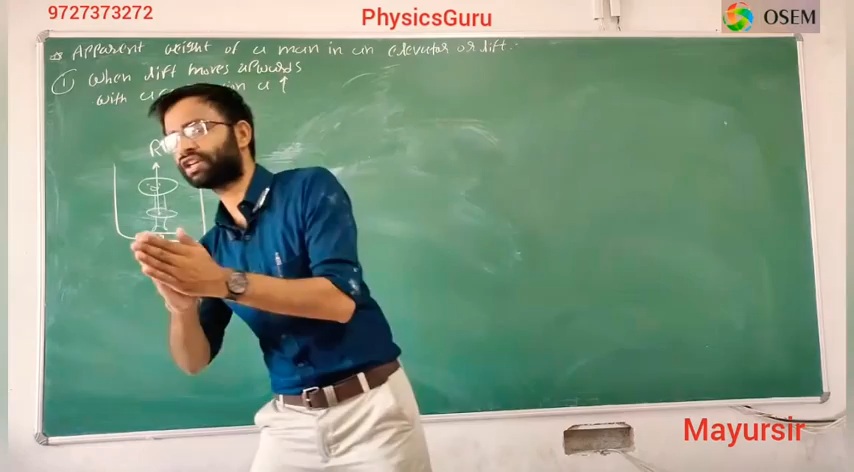 9727373272
PhysicsGuru
OSEM
Apparent weight of a man in an elevator or lift:
① When lift moves upwards
with a ↑
R
Mayursir